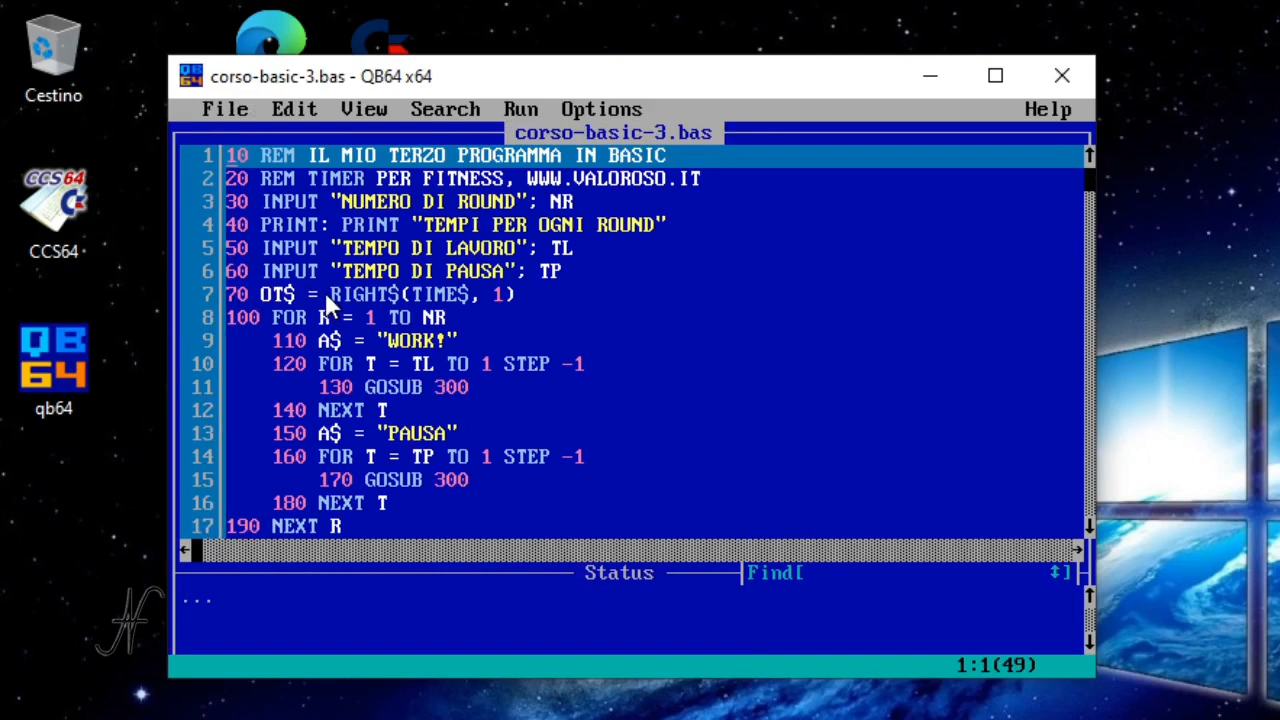 Cestino
CCS64
CCS64
QB
64
qb64
QB
64
corso-basic-3.bas - QB64 x64
File Edit View Search Run Options Help
corso-basic-3.bas
1 10 REM IL MIO TERZO PROGRAMMA IN BASIC
2 20 REM TIMER PER FITNESS, WWW.VALOROSO.IT
3 30 INPUT "NUMERO DI ROUND"; NR
4 40 PRINT: PRINT "TEMPI PER OGNI ROUND"
5 50 INPUT "TEMPO DI LAVORO"; TL
6 60 INPUT "TEMPO DI PAUSA"; TP
7 70 OT$ = RIGHT$(TIME$, 1)
8 100 FOR R = 1 TO NR
9 110 A$ = "WORK!"
10 120 FOR T = TL TO 1 STEP -1
11 130 GOSUB 300
12 140 NEXT T
13 150 A$ = "PAUSA"
14 160 FOR T = TP TO 1 STEP -1
15 170 GOSUB 300
16 180 NEXT T
17 190 NEXT R
Status Find[ ]
...
1:1(49)